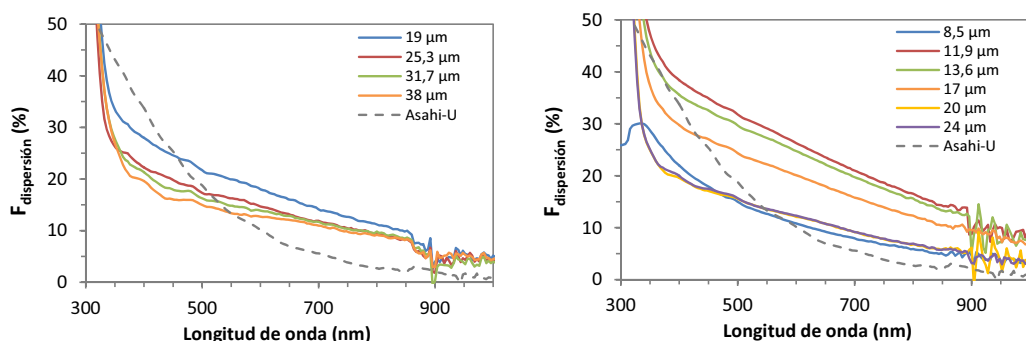 50
40
30
20
10
0
F dispersión (%)
19 µm
25,3 µm
31,7 µm
38 µm
Asahi-U
300 500 700 900
Longitud de onda (nm)
50
40
30
20
10
0
F dispersión (%)
8,5 µm
11,9 µm
13,6 µm
17 µm
20 µm
24 µm
Asahi-U
300 500 700 900
Longitud de onda (nm)